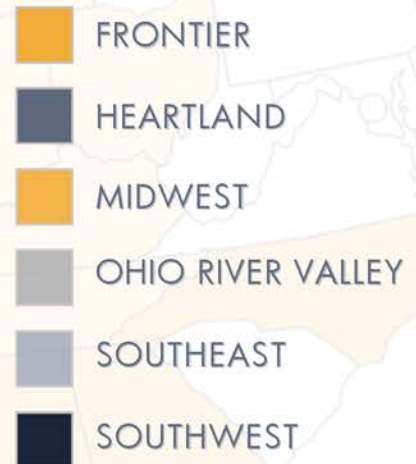 FRONTIER
HEARTLAND
MIDWEST
OHIO RIVER VALLEY
SOUTHEAST
SOUTHWEST